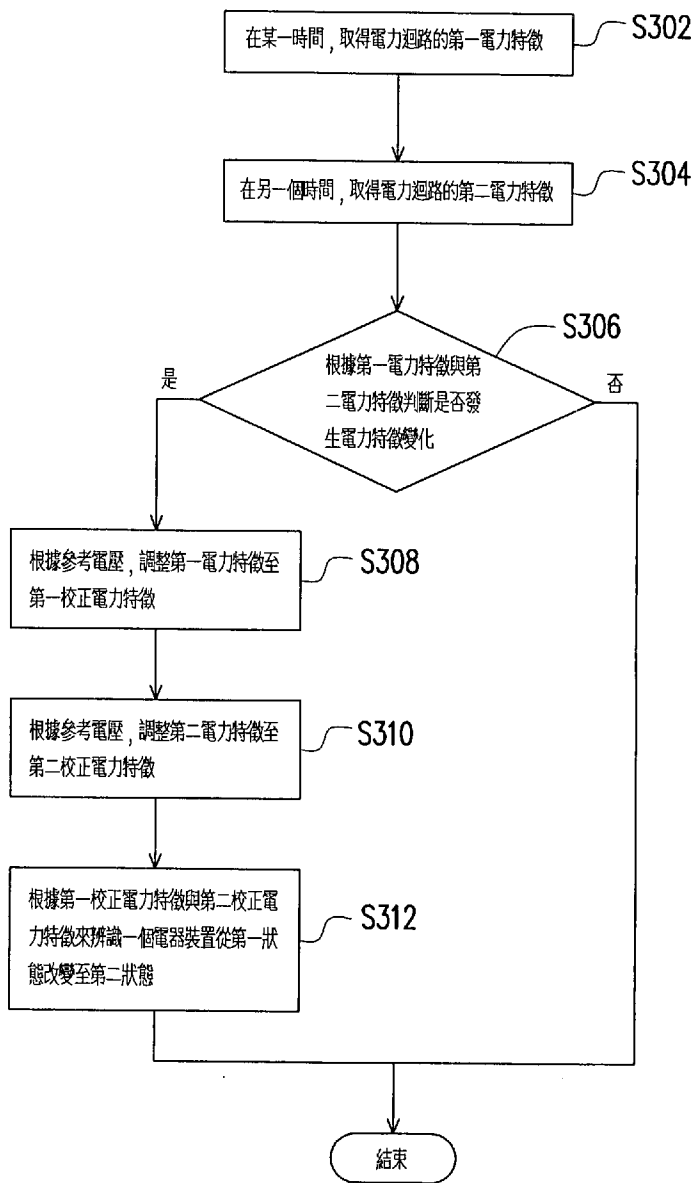 在某一時間，取得電力迴路的第一電力特徵
S302
在另一個時間，取得電力迴路的第二電力特徵
S304
S306
根據第一電力特徵與第
二電力特徵判斷是否發
生電力特徵變化
是
否
根據參考電壓，調整第一電力特徵至
第一校正電力特徵
S308
根據參考電壓，調整第二電力特徵至
第二校正電力特徵
S310
根據第一校正電力特徵與第二校正電
力特徵來辨識一個電器裝置從第一狀
態改變至第二狀態
S312
結束